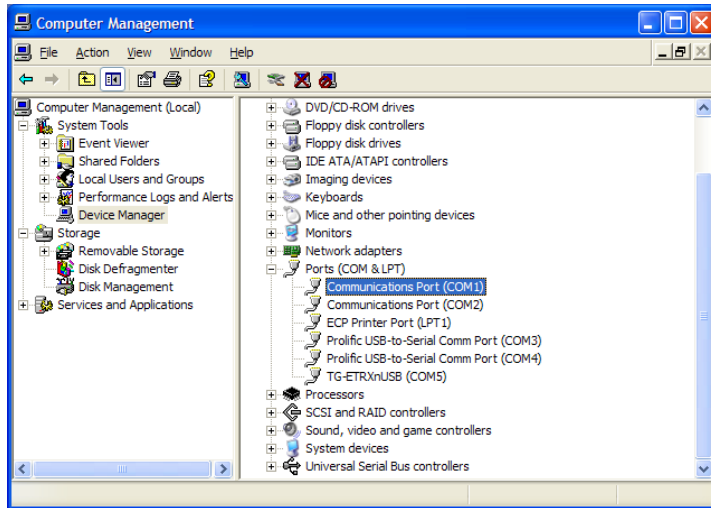 Computer Management
File Action View Window Help
Computer Management (Local)
System Tools
Event Viewer
Shared Folders
Local Users and Groups
Performance Logs and Alerts
Device Manager
Storage
Removable Storage
Disk Defragmenter
Disk Management
Services and Applications
DVD/CD-ROM drives
Floppy disk controllers
Floppy disk drives
IDE ATA/ATAPI controllers
Imaging devices
Keyboards
Mice and other pointing devices
Monitors
Network adapters
Ports (COM & LPT)
Communications Port (COM1)
Communications Port (COM2)
ECP Printer Port (LPT1)
Prolific USB-to-Serial Comm Port (COM3)
Prolific USB-to-Serial Comm Port (COM4)
TG-ETRXnUSB (COM5)
Processors
SCSI and RAID controllers
Sound, video and game controllers
System devices
Universal Serial Bus controllers